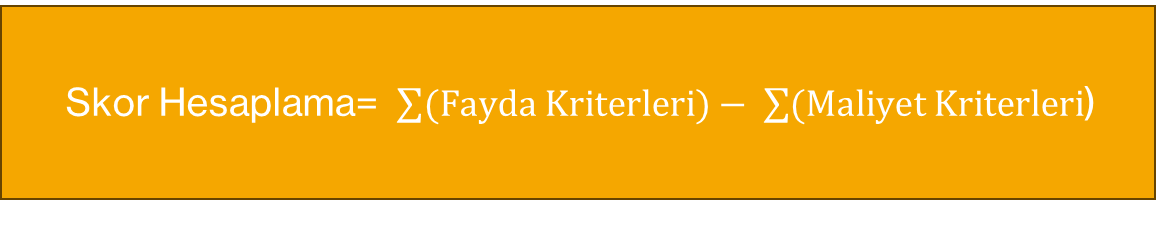 Skor Hesaplama= ∑(Fayda Kriterleri) − ∑(Maliyet Kriterleri)